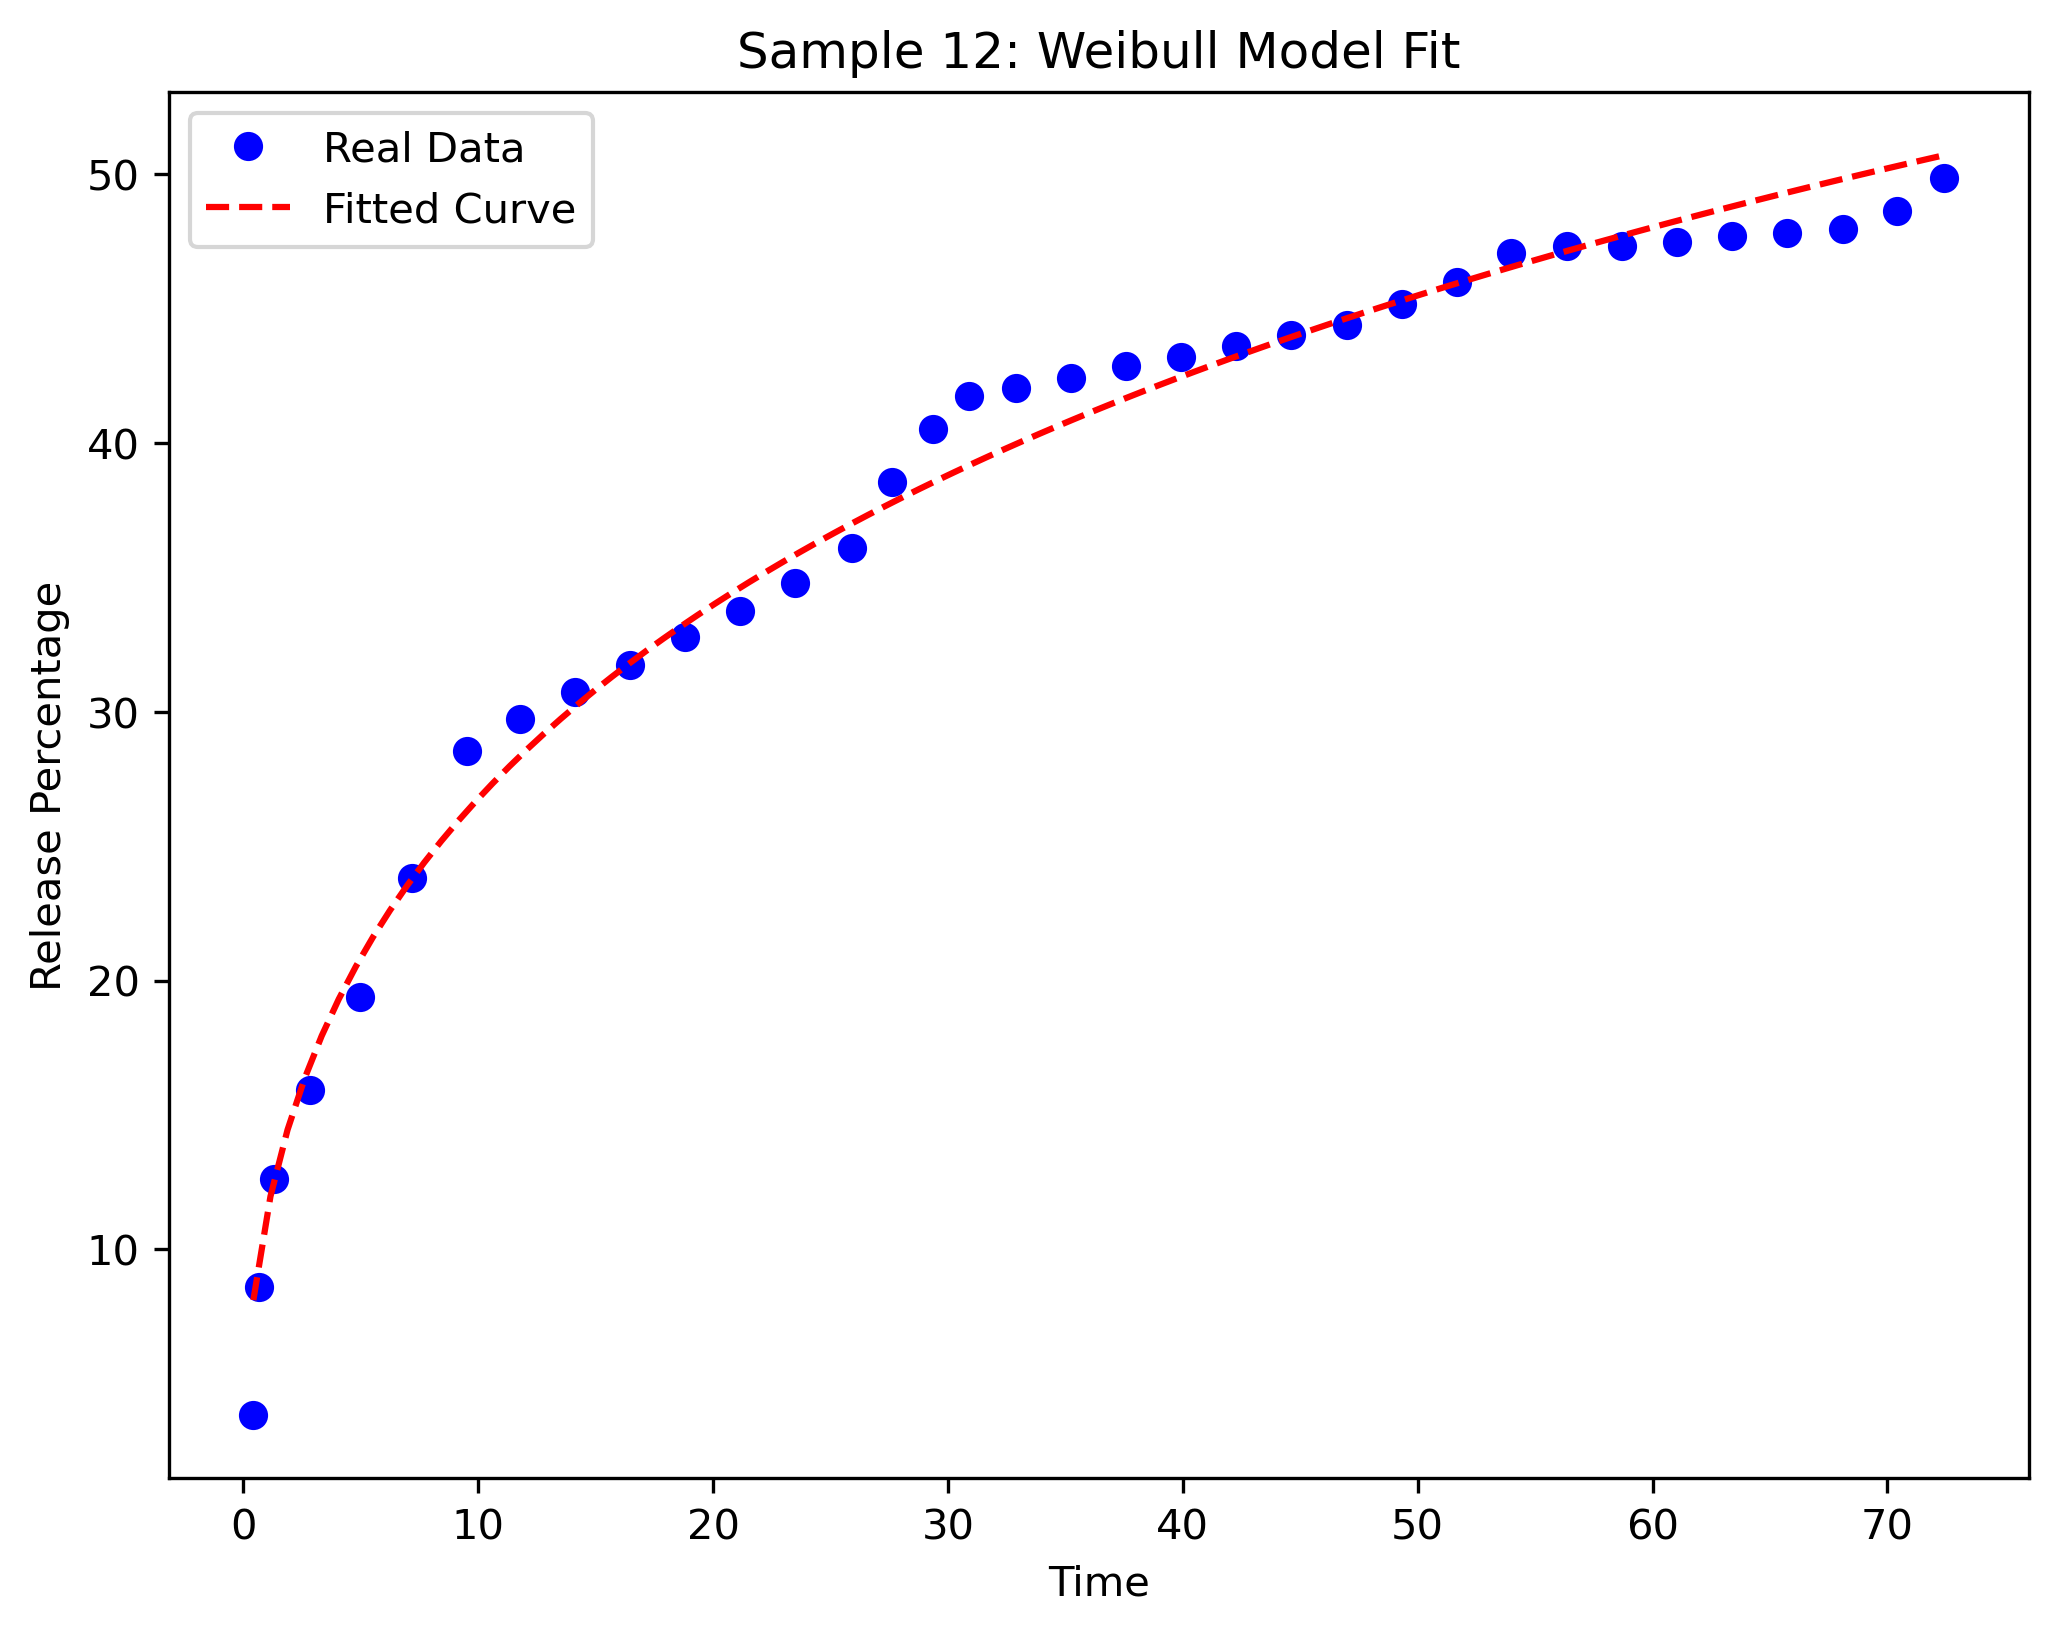 Sample 12: Weibull Model Fit
Real Data
Fitted Curve
50
40
30
20
10
Release Percentage
0 10 20 30 40 50 60 70
Time